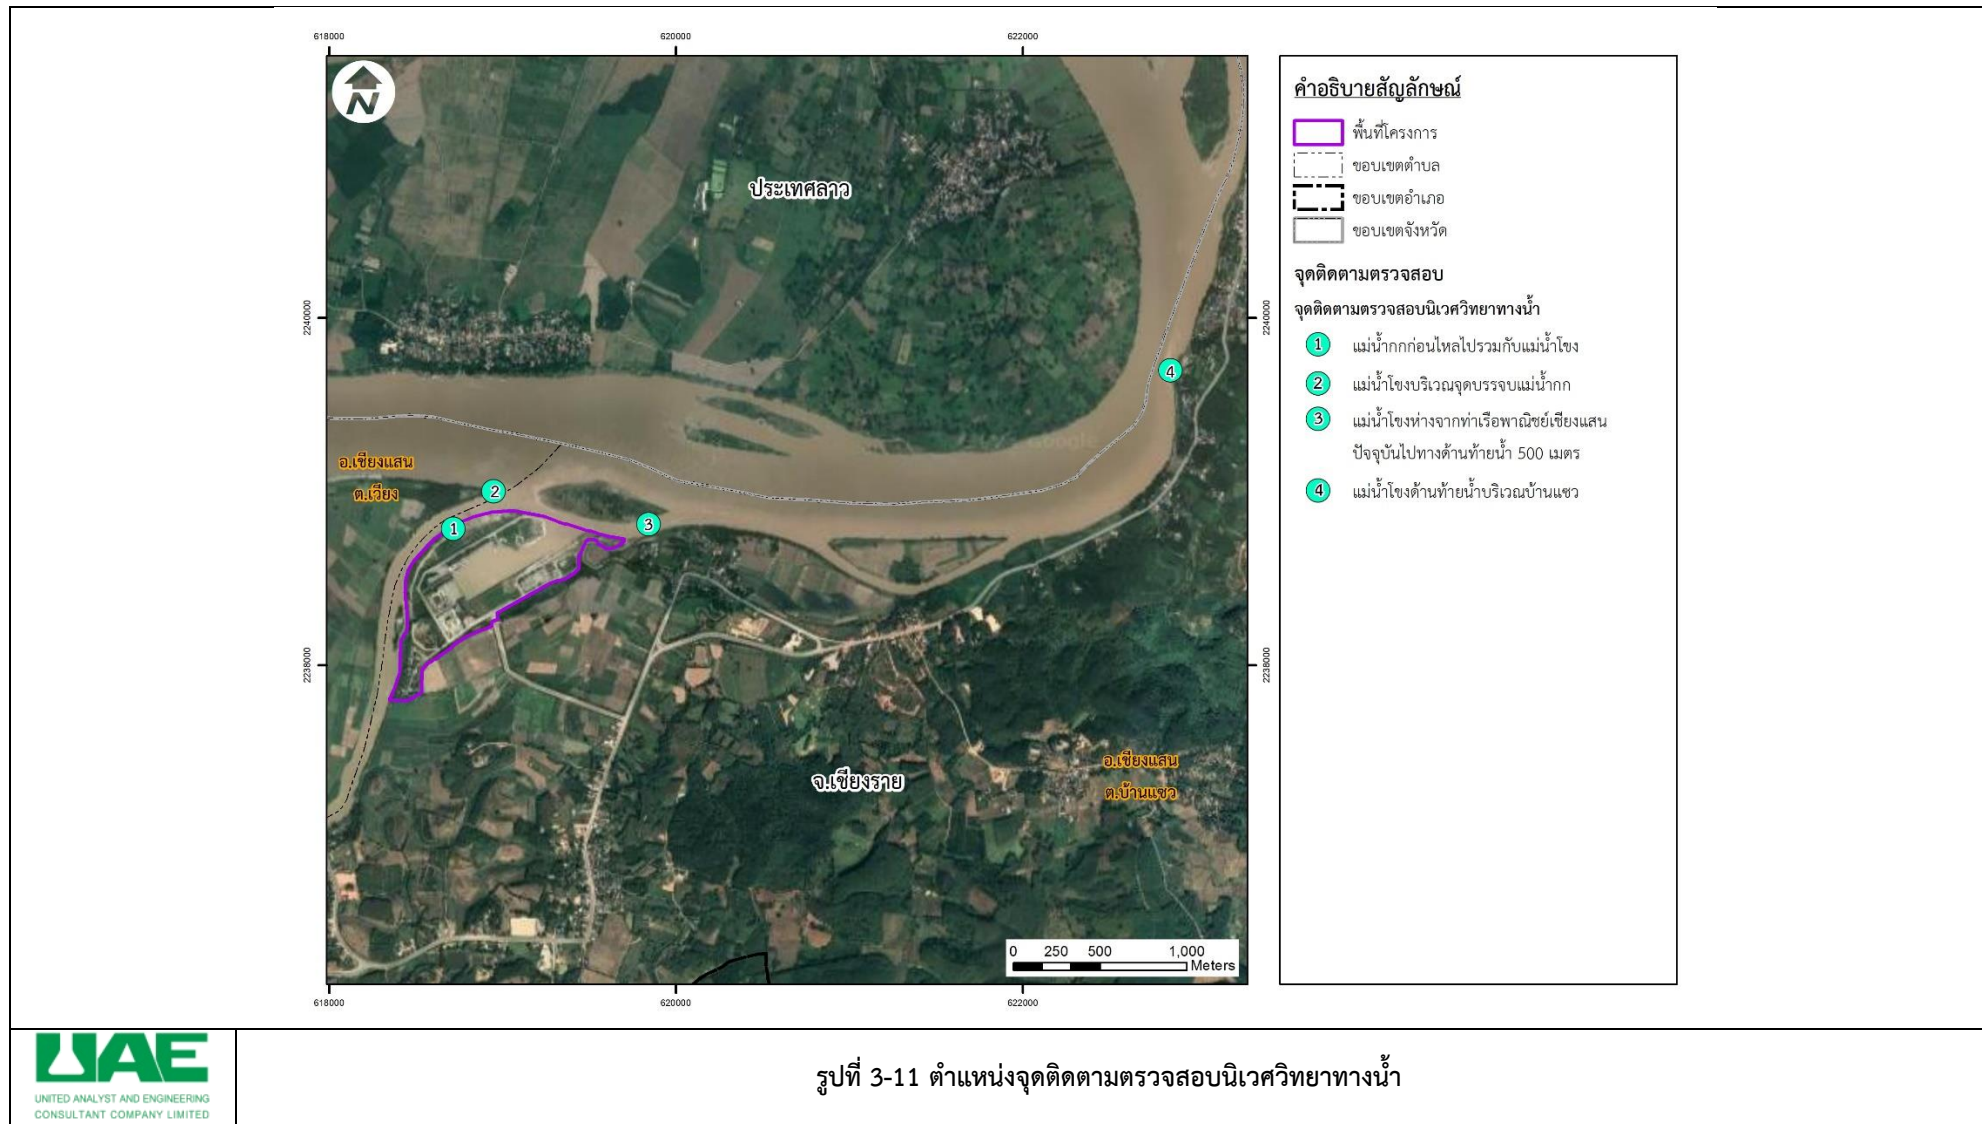 618000
620000
622000
N
ประเทศลาว
2240000
2240000
4
Google
อ.เชียงแสน
ต.เวียง
2
1
3
2238000
2238000
จ.เชียงราย
อ.เชียงแสน
ต.บ้านแซว
0 250 500 1,000
Meters
618000
620000
622000
คำอธิบายสัญลักษณ์
พื้นที่โครงการ
ขอบเขตตำบล
ขอบเขตอำเภอ
ขอบเขตจังหวัด
จุดติดตามตรวจสอบ
จุดติดตามตรวจสอบนิเวศวิทยาทางน้ำ
1 แม่น้ำกกก่อนไหลไปรวมกับแม่น้ำโขง
2 แม่น้ำโขงบริเวณจุดบรรจบแม่น้ำกก
3 แม่น้ำโขงห่างจากท่าเรือพาณิชย์เชียงแสน
ปัจจุบันไปทางด้านท้ายน้ำ 500 เมตร
4 แม่น้ำโขงด้านท้ายน้ำบริเวณบ้านแซว
UAE
UNITED ANALYST AND ENGINEERING
CONSULTANT COMPANY LIMITED
รูปที่ 3-11 ตำแหน่งจุดติดตามตรวจสอบนิเวศวิทยาทางน้ำ